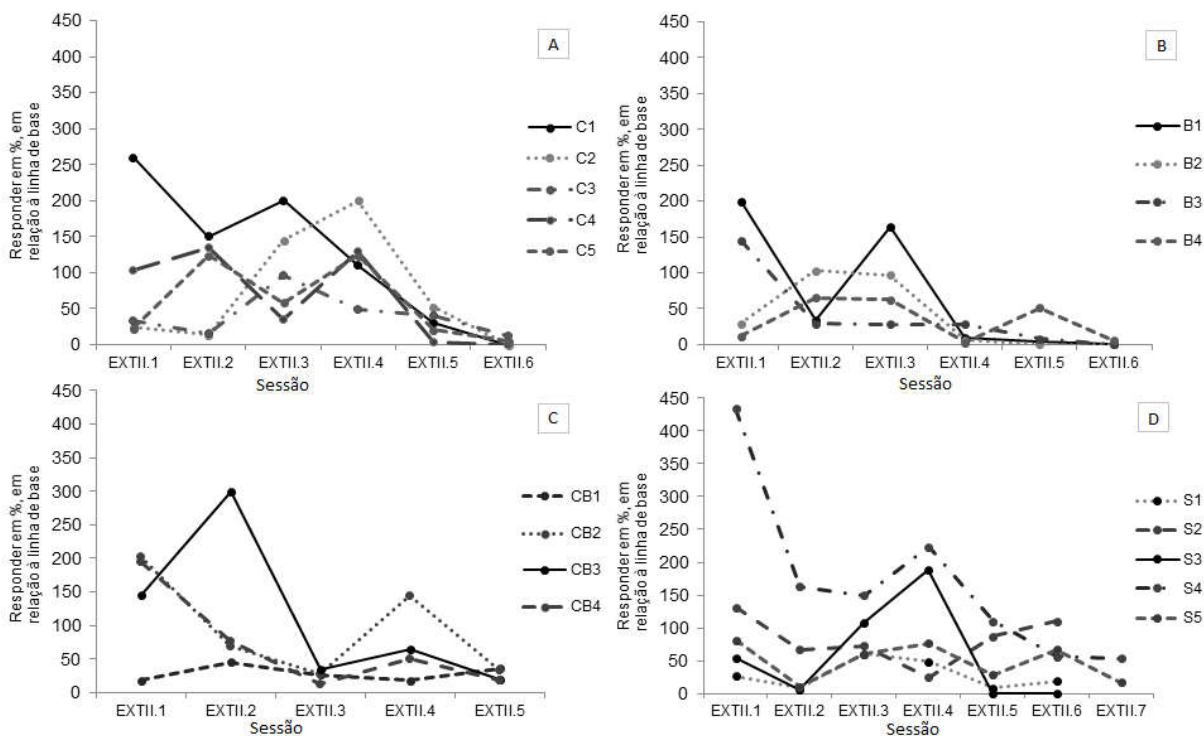 450
400
350
300
250
200
150
100
50
0
Responder em %, em
relação à linha de base
A
C1
C2
C3
C4
C5
EXTII.1 EXTII.2 EXTII.3 EXTII.4 EXTII.5 EXTII.6
Sessão
450
400
350
300
250
200
150
100
50
0
Responder em %, em
relação à linha de base
B
B1
B2
B3
B4
EXTII.1 EXTII.2 EXTII.3 EXTII.4 EXTII.5 EXTII.6
Sessão
450
400
350
300
250
200
150
100
50
0
Responder em %, em
relação à linha de base
C
CB1
CB2
CB3
CB4
EXTII.1 EXTII.2 EXTII.3 EXTII.4 EXTII.5
Sessão
450
400
350
300
250
200
150
100
50
0
Responder em %, em
relação à linha de base
D
S1
S2
S3
S4
S5
EXTII.1 EXTII.2 EXTII.3 EXTII.4 EXTII.5 EXTII.6 EXTII.7
Sessão